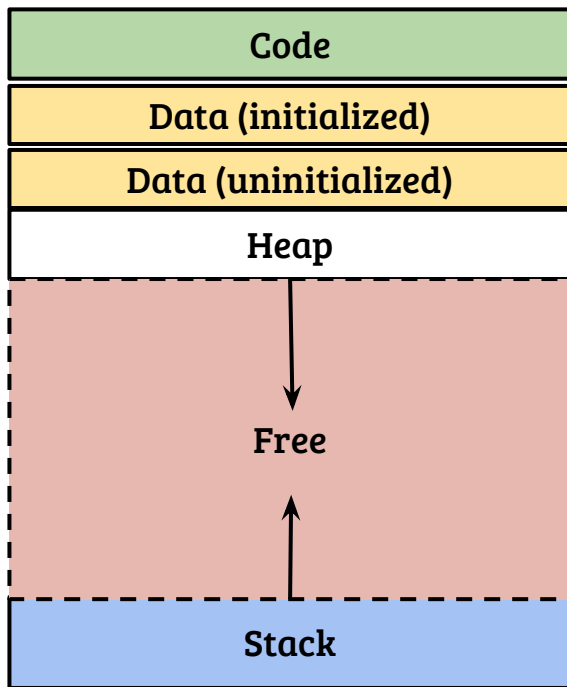 Code
Data (initialized)
Data (uninitialized)
Heap
Free
Stack